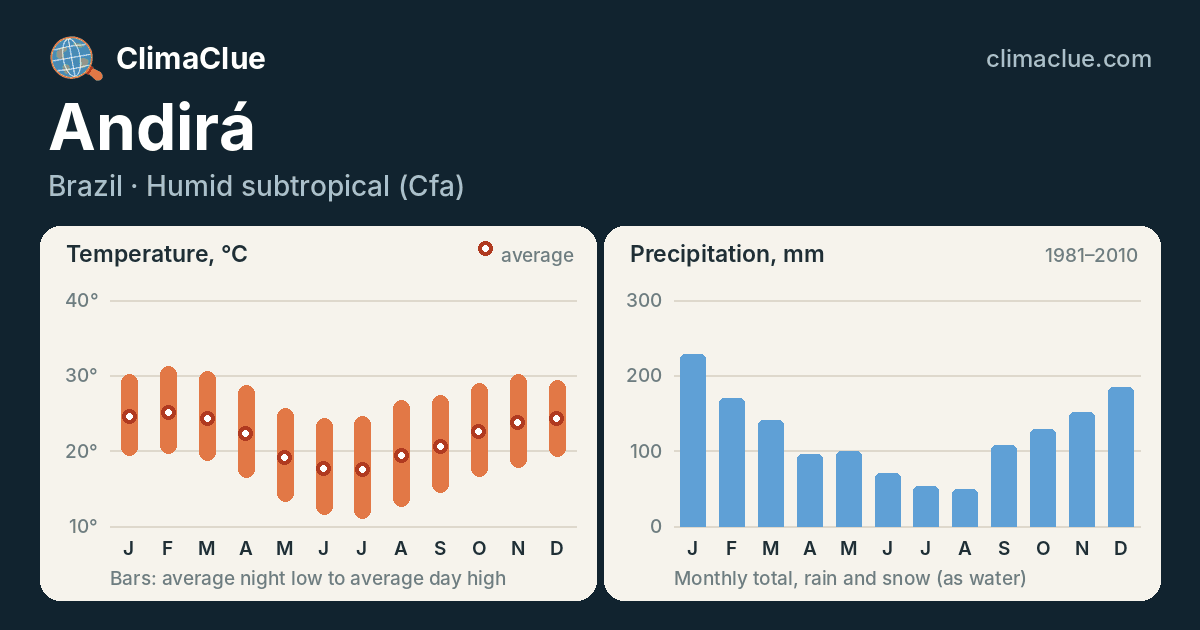 ClimaClue
climaclue.com
Andirá
Brazil · Humid subtropical (Cfa)
Temperature, °C
average
40°
30°
20°
10°
J F M A M J J A S O N D
Bars: average night low to average day high
Precipitation, mm
1981–2010
300
200
100
0
J F M A M J J A S O N D
Monthly total, rain and snow (as water)